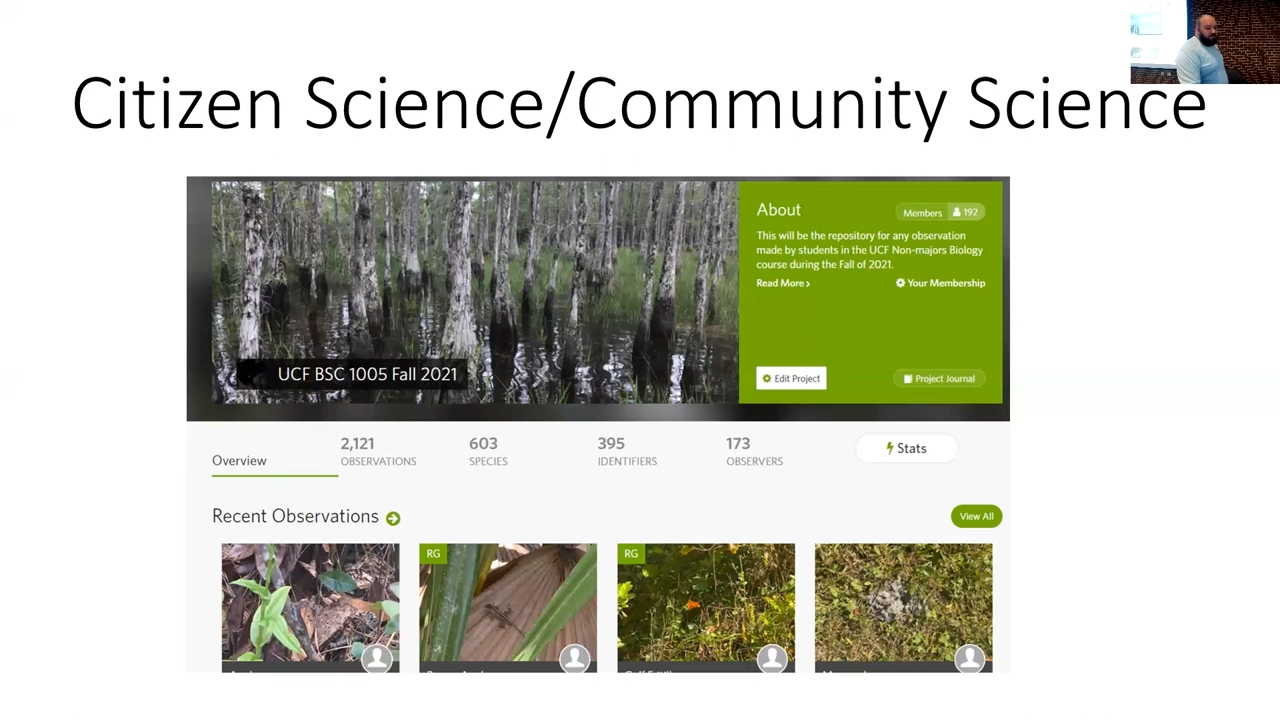 Citizen Science/Community Science
About
Members 192
This will be the repository for any observation
made by students in the UCF Non-majors Biology
course during the Fall of 2021.
Read More ›
Your Membership
UCF BSC 1005 Fall 2021
Edit Project
Project Journal
Overview
2,121
OBSERVATIONS
603
SPECIES
395
IDENTIFIERS
173
OBSERVERS
Stats
Recent Observations
View All
RG
RG